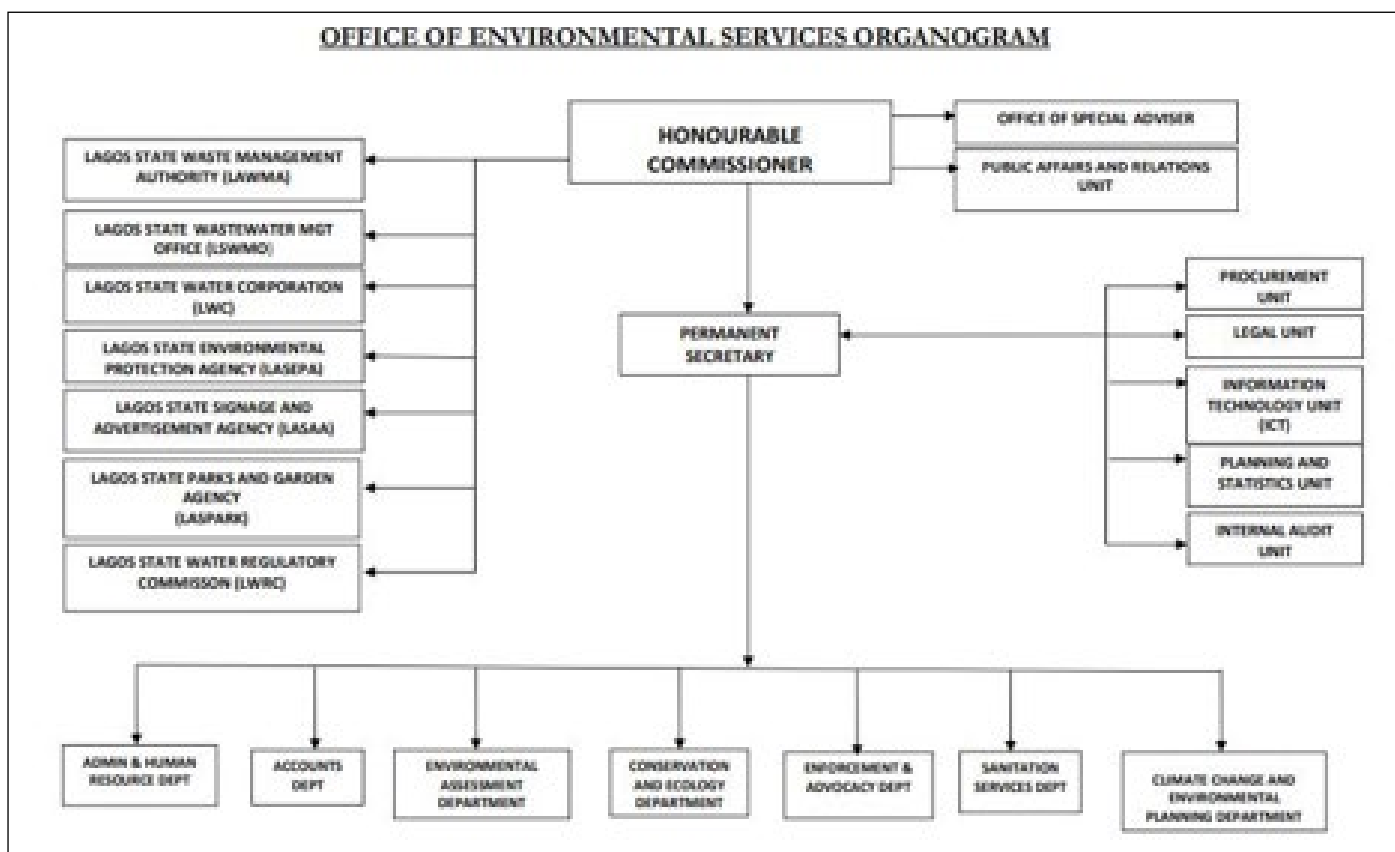 OFFICE OF ENVIRONMENTAL SERVICES ORGANOGRAM
HONOURABLE
COMMISSIONER
OFFICE OF SPECIAL ADVISER
PUBLIC AFFAIRS AND RELATIONS
UNIT
LAGOS STATE WASTE MANAGEMENT
AUTHORITY (LAWMA)
LAGOS STATE WASTEWATER MGT
OFFICE (LSWMO)
LAGOS STATE WATER CORPORATION
(LWC)
LAGOS STATE ENVIRONMENTAL
PROTECTION AGENCY (LASEPA)
LAGOS STATE SIGNAGE AND
ADVERTISEMENT AGENCY (LASAA)
LAGOS STATE PARKS AND GARDEN
AGENCY
(LASPARK)
LAGOS STATE WATER REGULATORY
COMMISSON (LWRC)
PERMANENT
SECRETARY
PROCUREMENT
UNIT
LEGAL UNIT
INFORMATION
TECHNOLOGY UNIT
(ICT)
PLANNING AND
STATISTICS UNIT
INTERNAL AUDIT
UNIT
ADMIN & HUMAN
RESOURCE DEPT
ACCOUNTS
DEPT
ENVIRONMENTAL
ASSESSMENT
DEPARTMENT
CONSERVATION
AND ECOLOGY
DEPARTMENT
ENFORCEMENT &
ADVOCACY DEPT
SANITATION
SERVICES DEPT
CLIMATE CHANGE AND
ENVIRONMENTAL
PLANNING DEPARTMENT